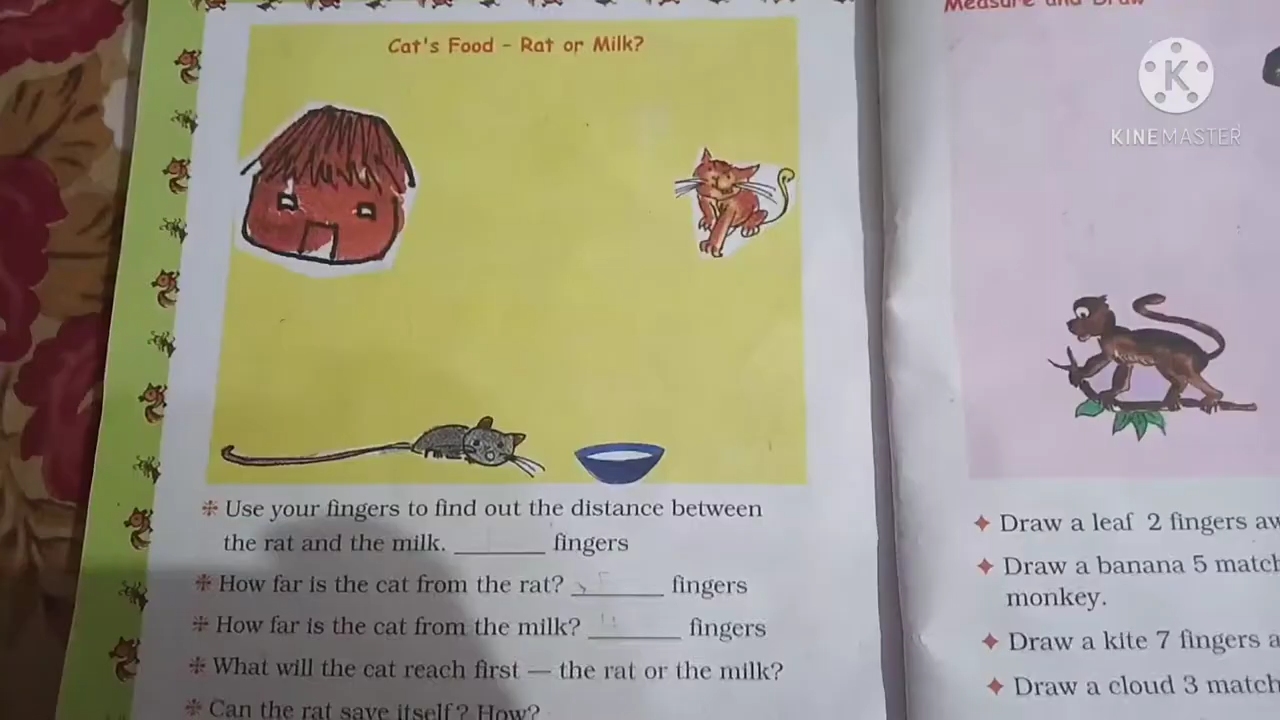 Cat's Food - Rat or Milk?
Use your fingers to find out the distance between
the rat and the milk. ________ fingers
How far is the cat from the rat? ________ fingers
How far is the cat from the milk? ________ fingers
What will the cat reach first — the rat or the milk?
Can the rat save itself? How?
Measure and Draw
KINEMASTER
Draw a leaf 2 fingers
Draw a banana 5
monkey.
Draw a kite 7 fingers
Draw a cloud 3